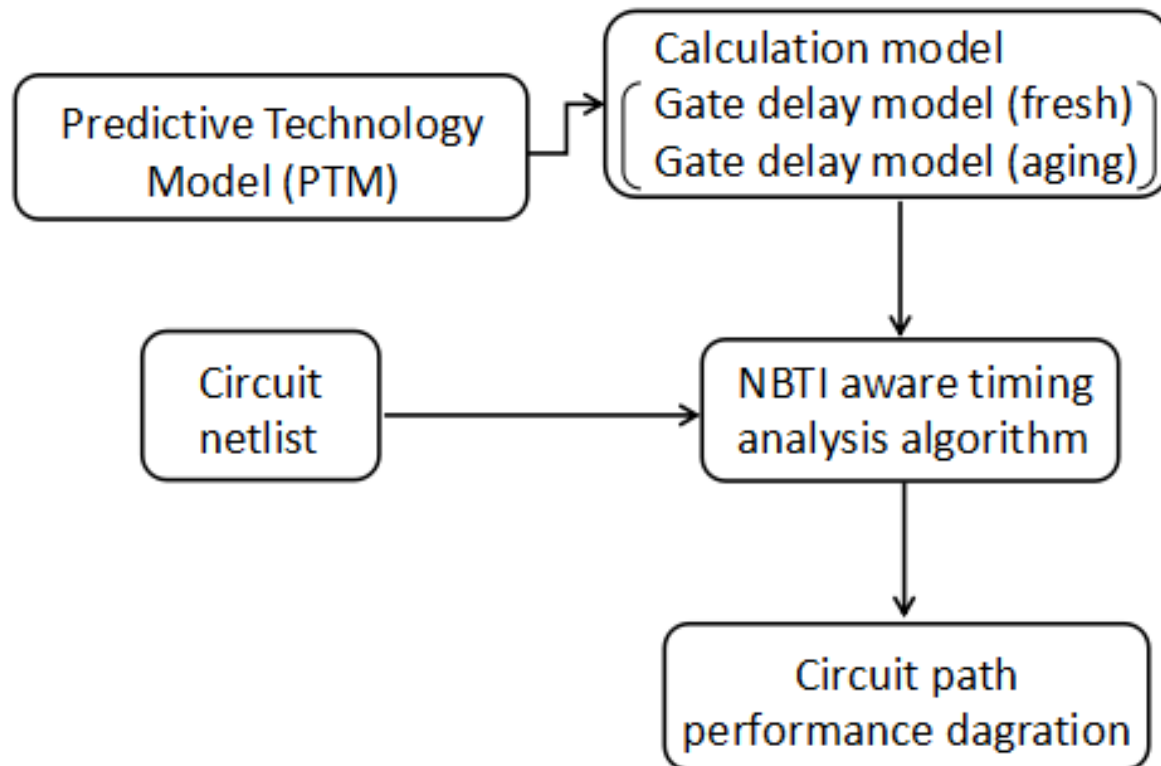 Predictive Technology
Model (PTM)
Calculation model
Gate delay model (fresh)
Gate delay model (aging)
Circuit
netlist
NBTI aware timing
analysis algorithm
Circuit path
performance dagration